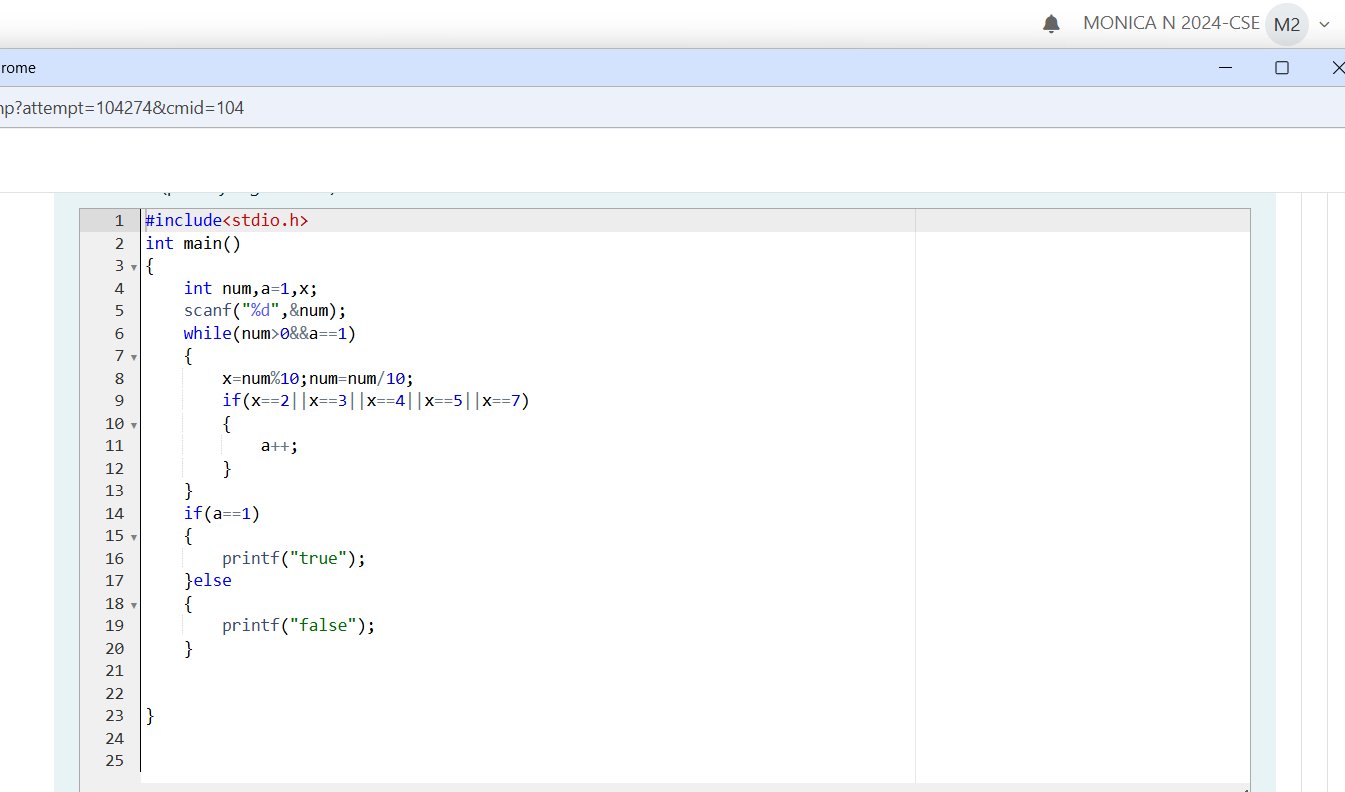 MONICA N 2024-CSE M2
rome
np?attempt=104274&cmid=104
1 #include<stdio.h>
2 int main()
3 {
4     int num,a=1,x;
5     scanf("%d",&num);
6     while(num>0&&a==1)
7     {
8         x=num%10;num=num/10;
9         if(x==2||x==3||x==4||x==5||x==7)
10         {
11             a++;
12         }
13     }
14     if(a==1)
15     {
16         printf("true");
17     }else
18     {
19         printf("false");
20     }
21
22
23 }
24
25